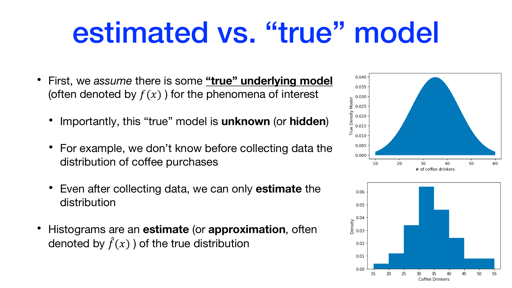 estimated vs. “true” model
• First, we assume there is some “true” underlying model
(often denoted by f(x) ) for the phenomena of interest
• Importantly, this “true” model is unknown (or hidden)
• For example, we don’t know before collecting data the
distribution of coffee purchases
• Even after collecting data, we can only estimate the
distribution
• Histograms are an estimate (or approximation, often
denoted by f̂(x) ) of the true distribution
True Density Model
0.040
0.035
0.030
0.025
0.020
0.015
0.010
0.005
0.000
10 20 30 40 50 60
# of coffee drinkers
Density
0.06
0.05
0.04
0.03
0.02
0.01
0.00
15 20 25 30 35 40 45 50 55
Coffee Drinkers